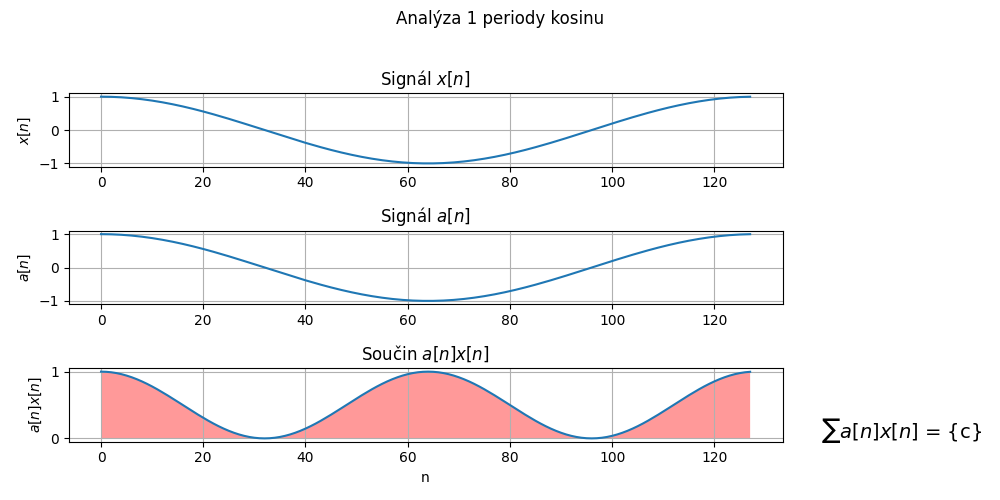 Analýza 1 periody kosinu
Signál x[n]
x[n]
1
0
−1
0 20 40 60 80 100 120
Signál a[n]
a[n]
1
0
−1
0 20 40 60 80 100 120
Součin a[n]x[n]
a[n]x[n]
1
0
0 20 40 60 80 100 120
n
∑a[n]x[n] = {c}